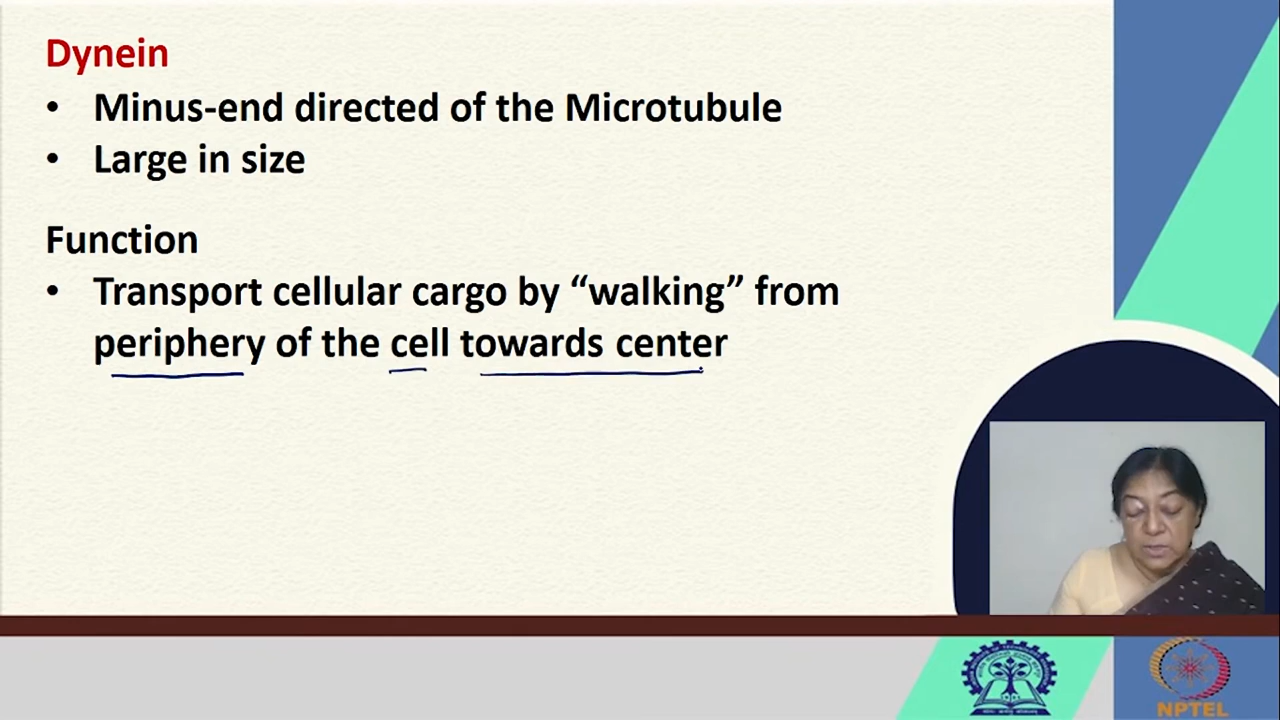 Dynein
• Minus-end directed of the Microtubule
• Large in size
Function
• Transport cellular cargo by “walking” from
periphery of the cell towards center
NPTEL